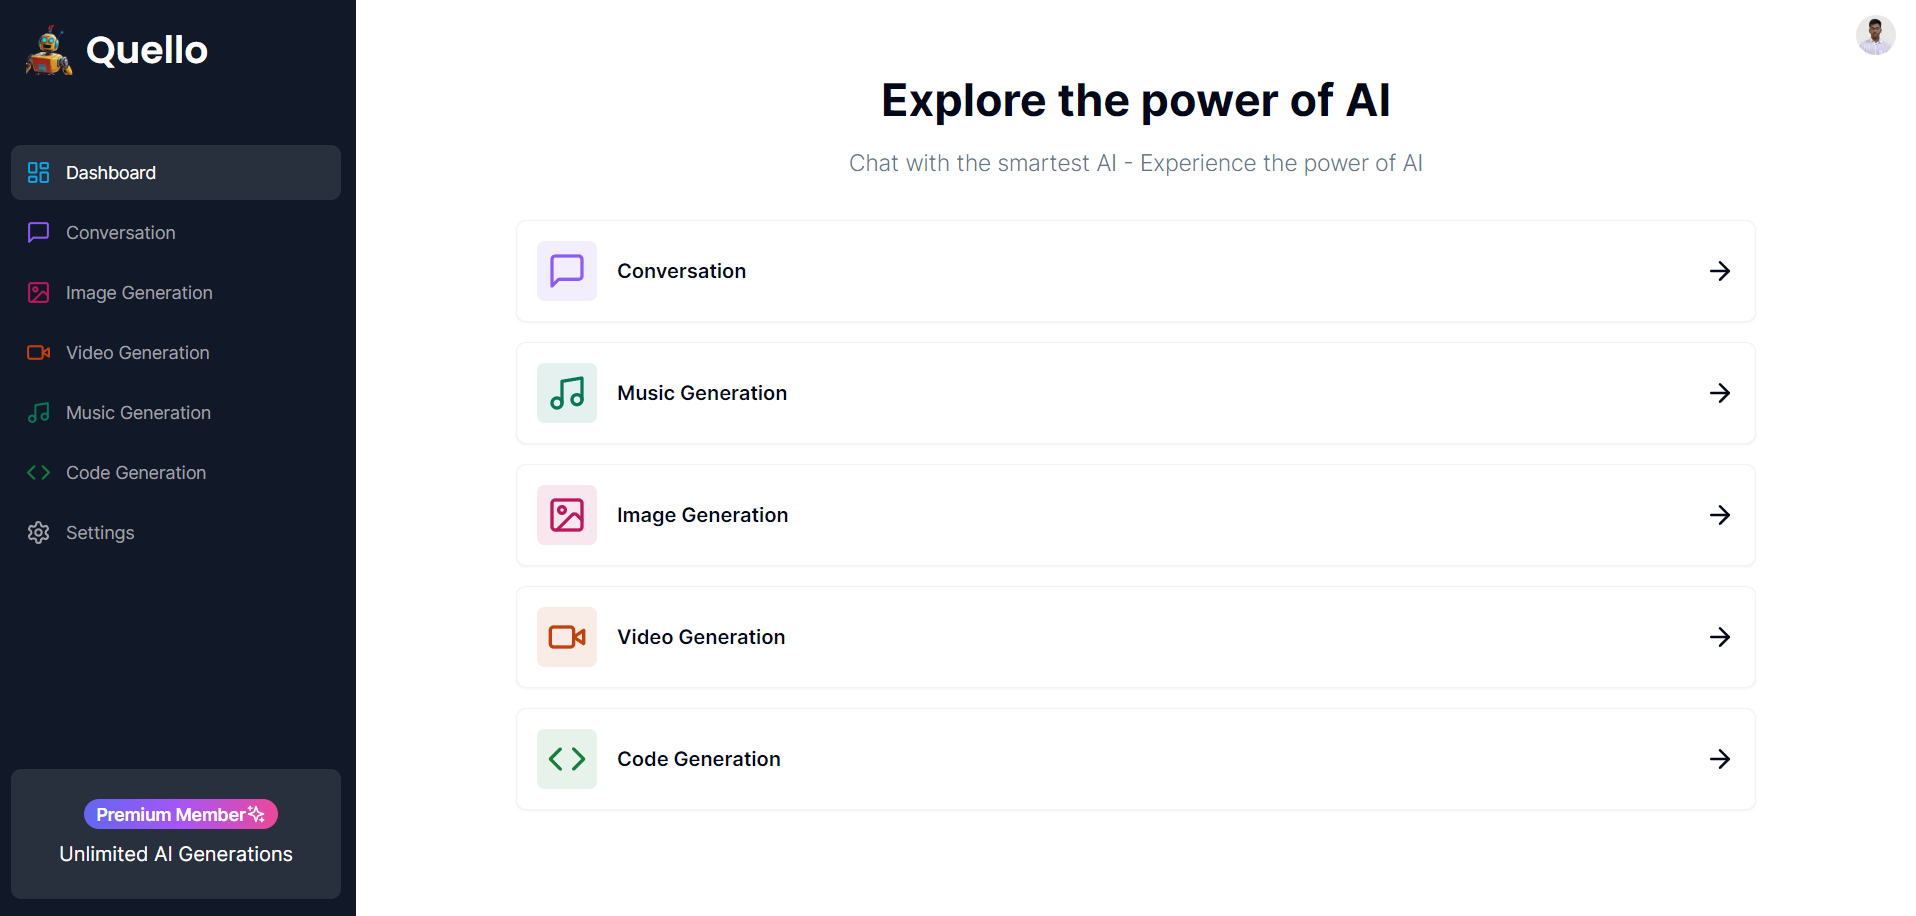 Quello
Dashboard
Conversation
Image Generation
Video Generation
Music Generation
Code Generation
Settings
Premium Member
Unlimited AI Generations
Explore the power of AI
Chat with the smartest AI - Experience the power of AI
Conversation
Music Generation
Image Generation
Video Generation
Code Generation